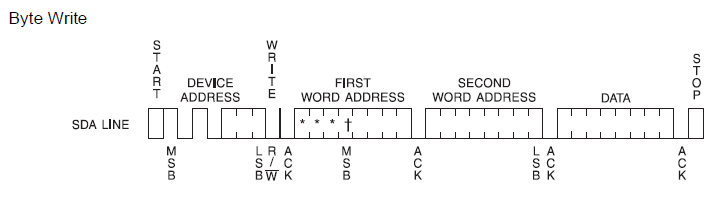 Byte Write
START
WRITE
STOP
DEVICE
ADDRESS
FIRST
WORD ADDRESS
SECOND
WORD ADDRESS
DATA
SDA LINE
* * * †
MSB
LSB
R/W
ACK
MSB
ACK
LSB
ACK
ACK